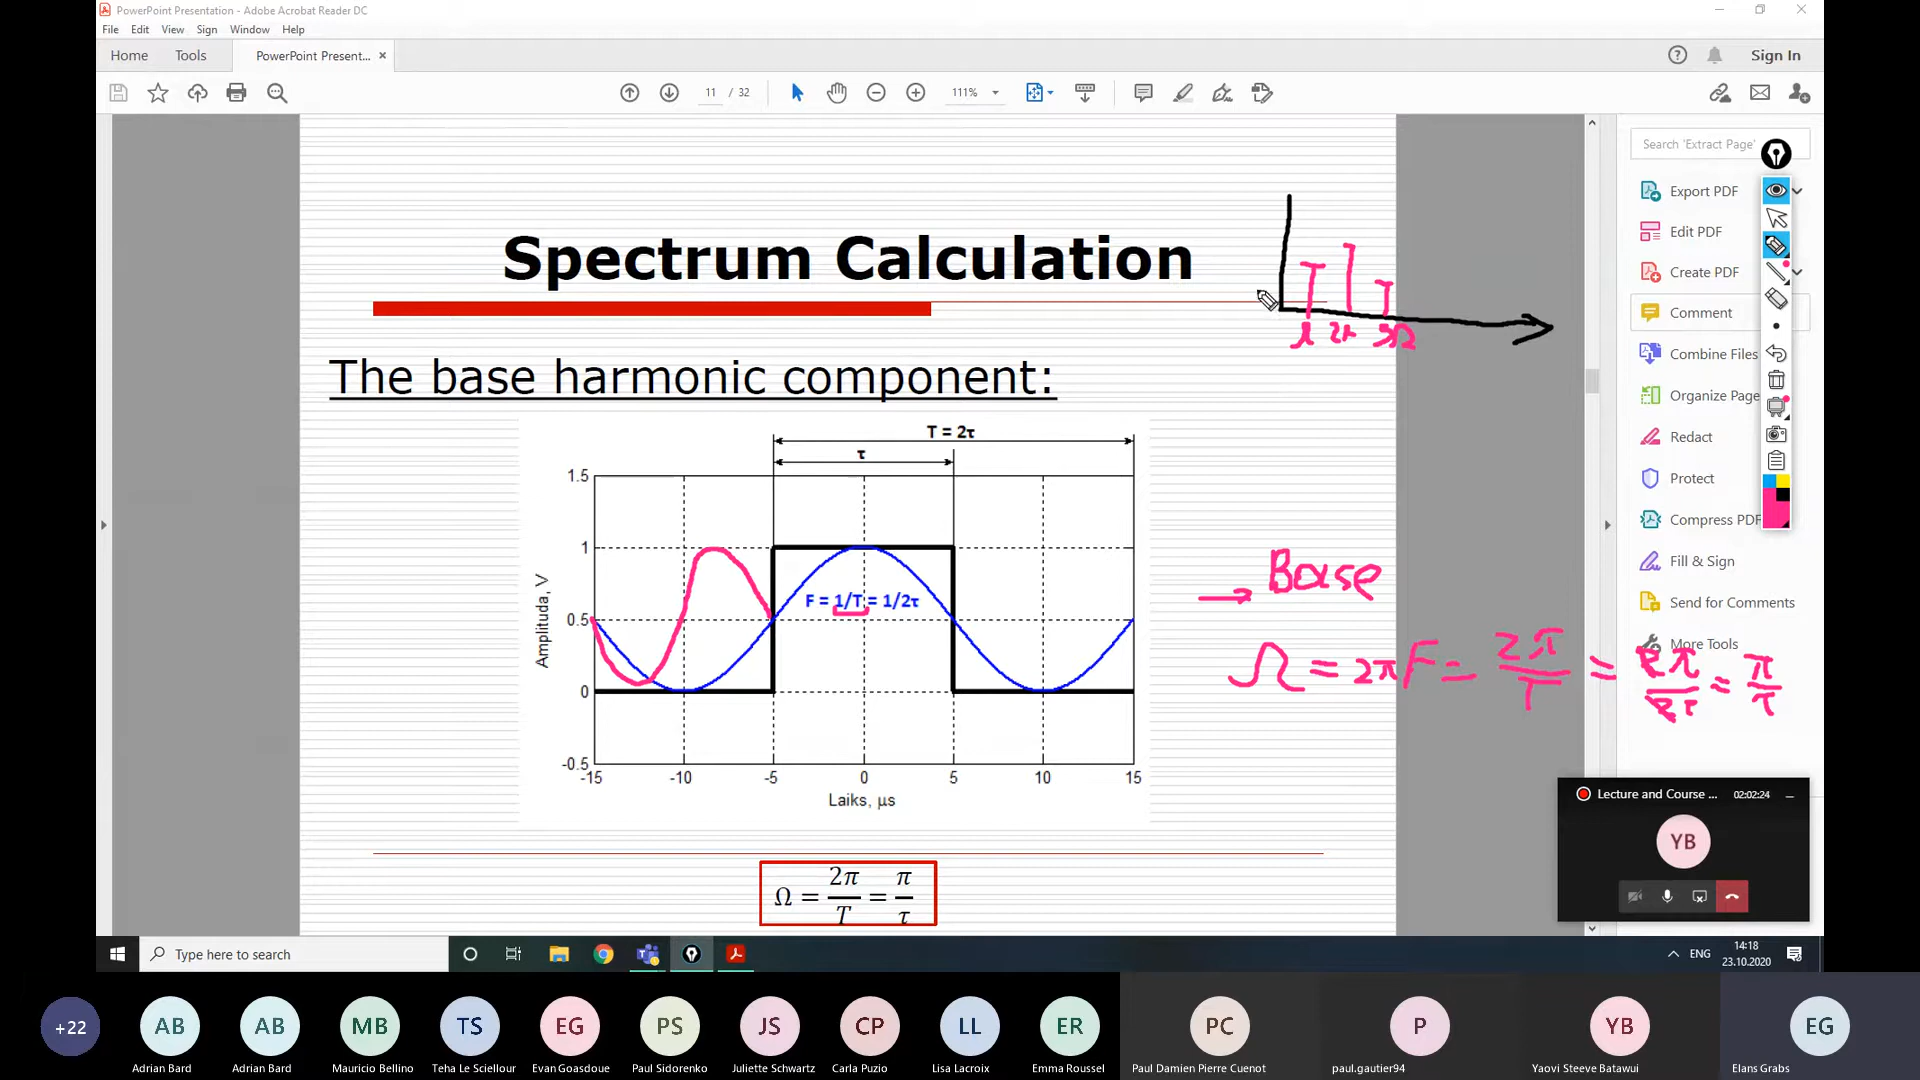 PowerPoint Presentation - Adobe Acrobat Reader DC
File Edit View Sign Window Help
Home Tools PowerPoint Present... × Sign In
11 / 32 111%
Search 'Extract Page'
Export PDF
Edit PDF
Create PDF
Comment
Combine Files
Organize Page
Redact
Protect
Compress PDF
Fill & Sign
Send for Comments
More Tools
Spectrum Calculation
2π 3Ω
The base harmonic component:
T = 2τ
τ
1.5
1
0.5
0
-0.5
Amplituda, V
F = 1/T = 1/2τ
-15 -10 -5 0 5 10 15
Laiks, µs
→ Base
Ω = 2πF = 2π/T = 2π/2τ = π/τ
Ω = 2π/T = π/τ
Lecture and Course ... 02:02:24
YB
Type here to search
ENG 14:18
23.10.2020
+22 AB AB MB TS EG PS JS CP LL ER PC P YB EG
Adrian Bard Adrian Bard Mauricio Bellino Teha Le Sciellour Evan Goasdoue Paul Sidorenko Juliette Schwartz Carla Puzio Lisa Lacroix Emma Roussel Paul Damien Pierre Cuenot paul.gautier94 Yaovi Steeve Batawui Elans Grabs